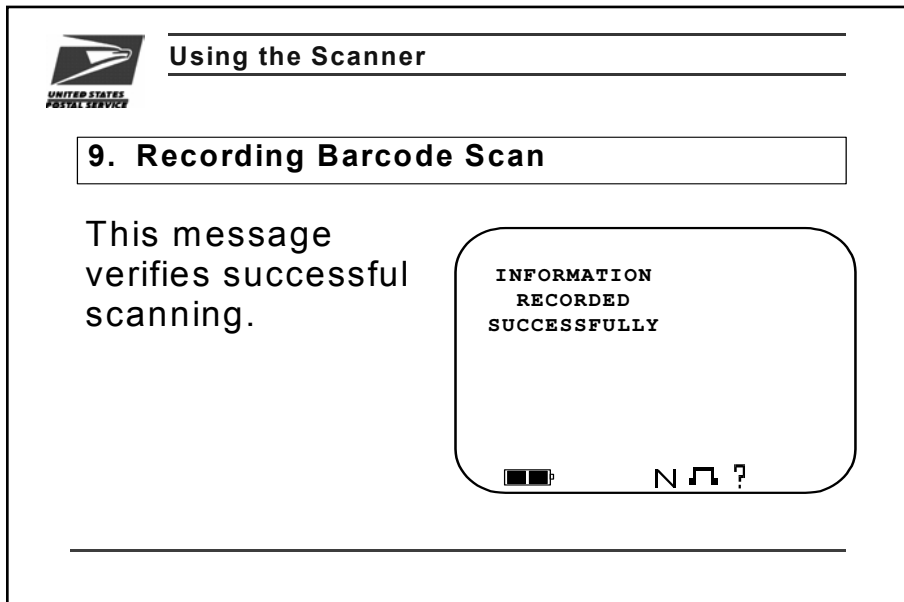 Using the Scanner
UNITED STATES
POSTAL SERVICE
9. Recording Barcode Scan
This message
verifies successful
scanning.
INFORMATION
RECORDED
SUCCESSFULLY
N ?